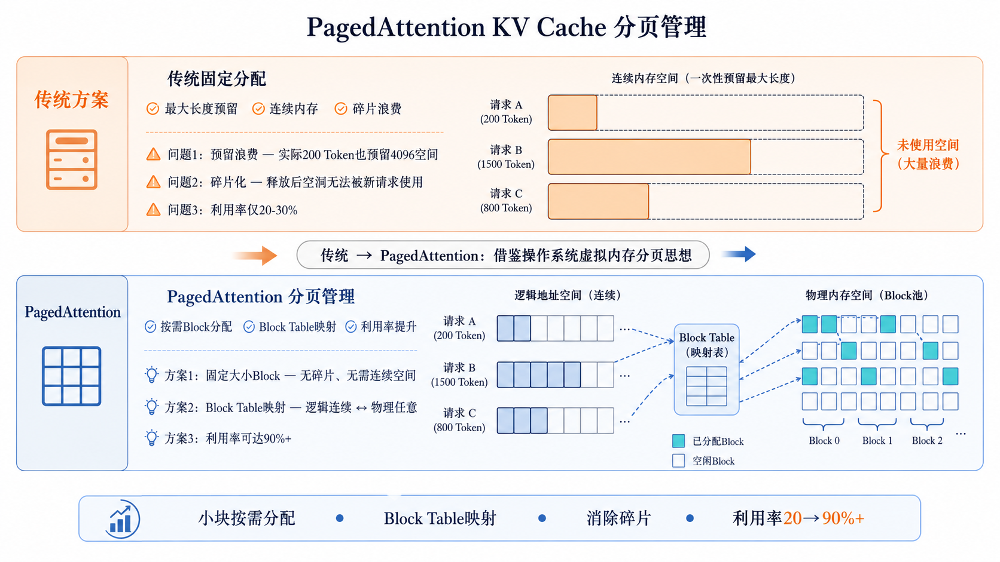 PagedAttention KV Cache 分页管理
传统方案
传统固定分配
最大长度预留
连续内存
碎片浪费
问题1：预留浪费 — 实际200 Token也预留4096空间
问题2：碎片化 — 释放后空洞无法被新请求使用
问题3：利用率仅20-30%
连续内存空间（一次性预留最大长度）
请求 A
(200 Token)
请求 B
(1500 Token)
请求 C
(800 Token)
未使用空间
（大量浪费）
传统 → PagedAttention：借鉴操作系统虚拟内存分页思想
PagedAttention
PagedAttention 分页管理
按需Block分配
Block Table映射
利用率提升
方案1：固定大小Block — 无碎片、无需连续空间
方案2：Block Table映射 — 逻辑连续 ↔ 物理任意
方案3：利用率可达90%+
逻辑地址空间（连续）
请求 A
(200 Token)
...
请求 B
(1500 Token)
...
请求 C
(800 Token)
...
Block Table
（映射表）
已分配Block
空闲Block
物理内存空间（Block池）
Block 0
Block 1
Block 2
...
小块按需分配 • Block Table映射 • 消除碎片 • 利用率20→90%+